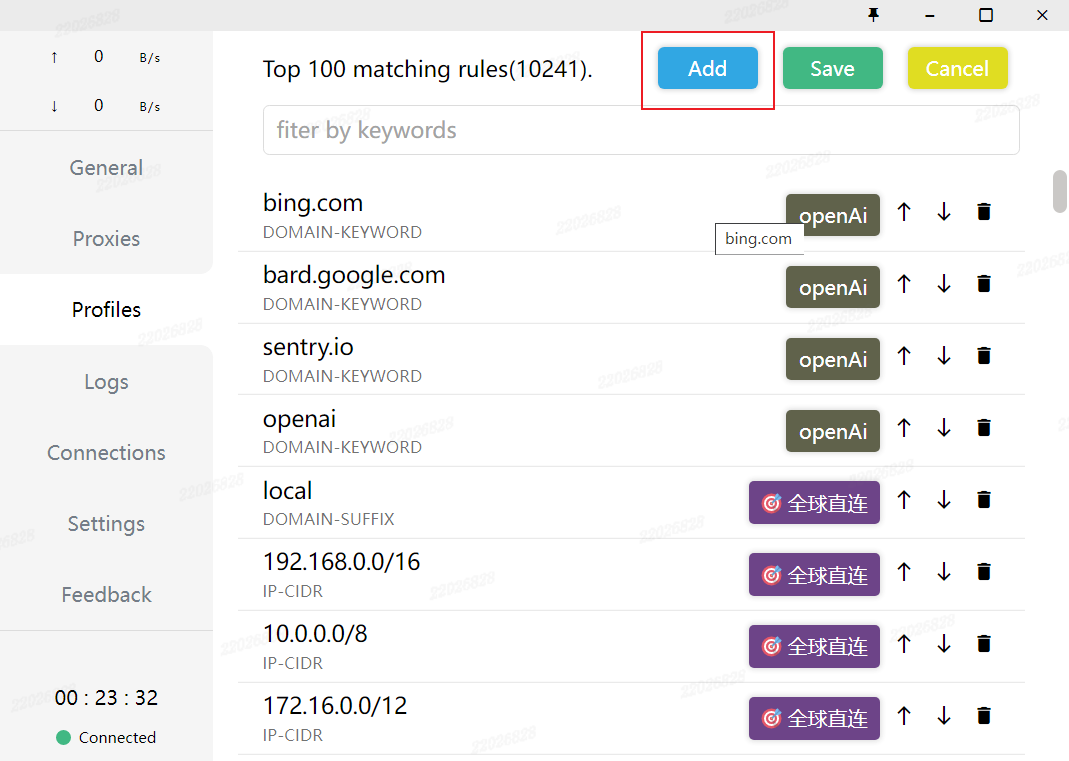 ↑ 0 B/s
↓ 0 B/s
General
Proxies
Profiles
Logs
Connections
Settings
Feedback
00 : 23 : 32
Connected
Top 100 matching rules(10241).
Add
Save
Cancel
fiter by keywords
bing.com
DOMAIN-KEYWORD
openAi
bing.com
bard.google.com
DOMAIN-KEYWORD
openAi
sentry.io
DOMAIN-KEYWORD
openAi
openai
DOMAIN-KEYWORD
openAi
local
DOMAIN-SUFFIX
全球直连
192.168.0.0/16
IP-CIDR
全球直连
10.0.0.0/8
IP-CIDR
全球直连
172.16.0.0/12
IP-CIDR
全球直连
22026828